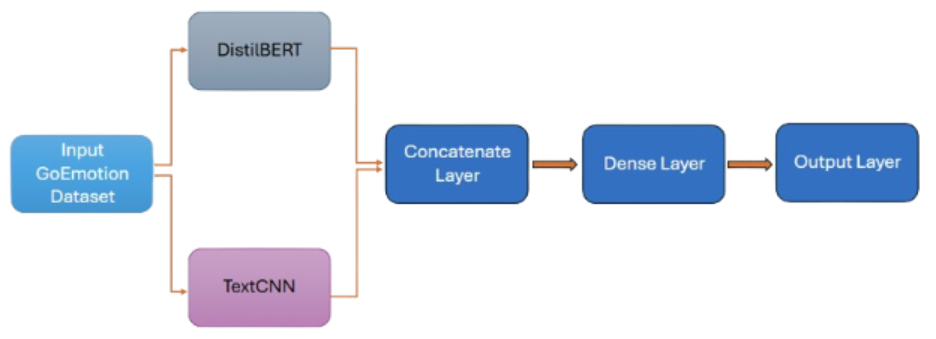 DistilBERT
Input
GoEmotion
Dataset
Concatenate
Layer
Dense Layer
Output Layer
TextCNN